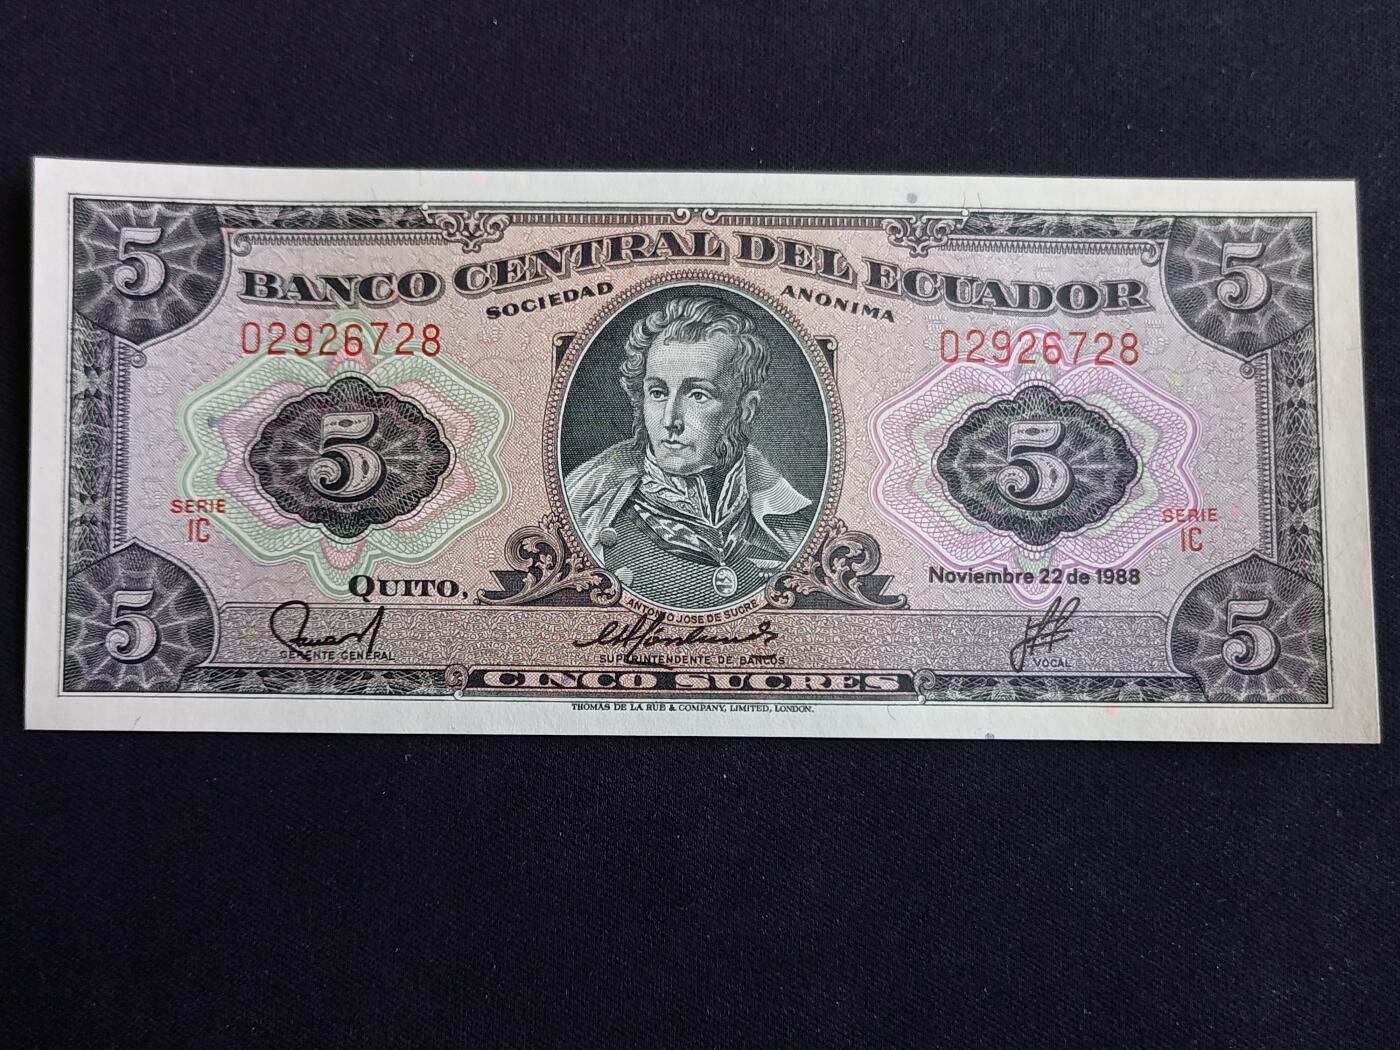 5
5
BANCO CENTRAL DEL ECUADOR
SOCIEDAD ANONIMA
02926728
02926728
5
5
SERIE
IC
SERIE
IC
QUITO,
Noviembre 22 de 1988
ANTONIO JOSE DE SUCRE
5
5
GERENTE GENERAL
SUPERINTENDENTE DE BANCOS
VOCAL
CINCO SUCRES
THOMAS DE LA RUE & COMPANY, LIMITED, LONDON.